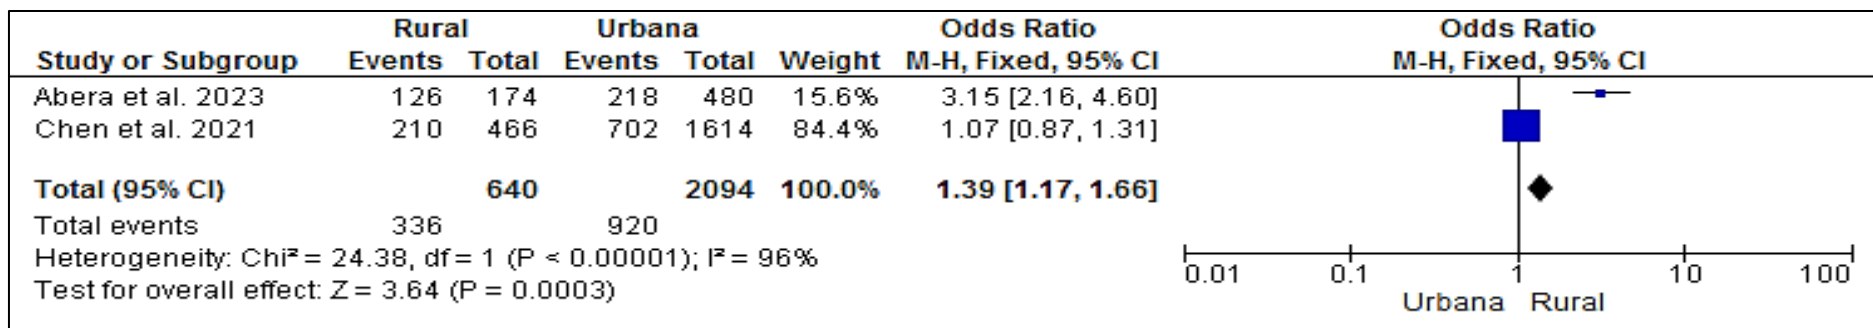 Rural Urbana Odds Ratio Odds Ratio
Study or Subgroup Events Total Events Total Weight M-H, Fixed, 95% CI M-H, Fixed, 95% CI
Abera et al. 2023 126 174 218 480 15.6% 3.15 [2.16, 4.60]
Chen et al. 2021 210 466 702 1614 84.4% 1.07 [0.87, 1.31]
Total (95% CI) 640 2094 100.0% 1.39 [1.17, 1.66]
Total events 336 920
Heterogeneity: Chi² = 24.38, df = 1 (P < 0.00001); I² = 96%
Test for overall effect: Z = 3.64 (P = 0.0003)
0.01 0.1 1 10 100
Urbana Rural